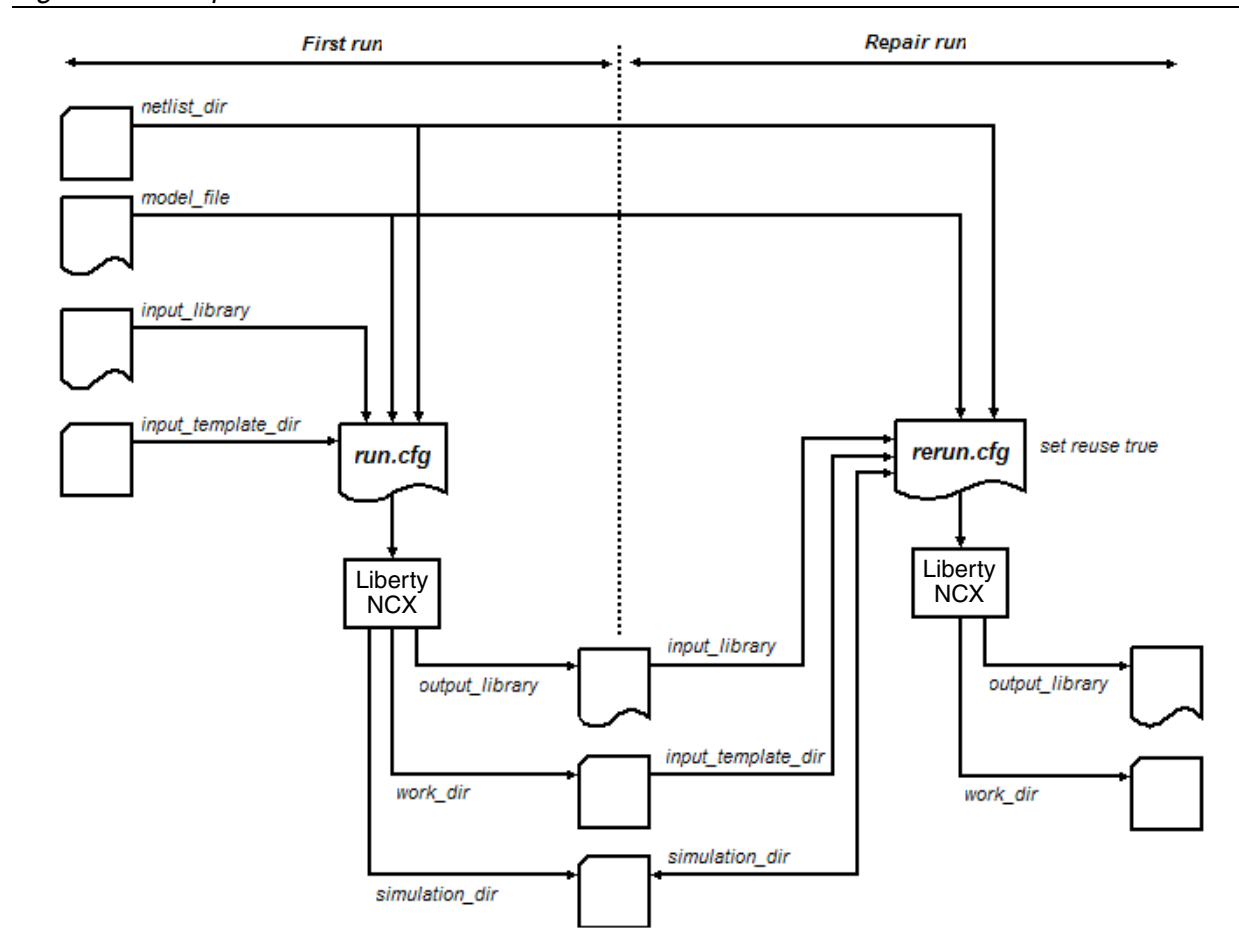 First run
Repair run
netlist_dir
model_file
input_library
input_template_dir
run.cfg
rerun.cfg
set reuse true
Liberty
NCX
Liberty
NCX
input_library
output_library
output_library
input_template_dir
work_dir
work_dir
simulation_dir
simulation_dir